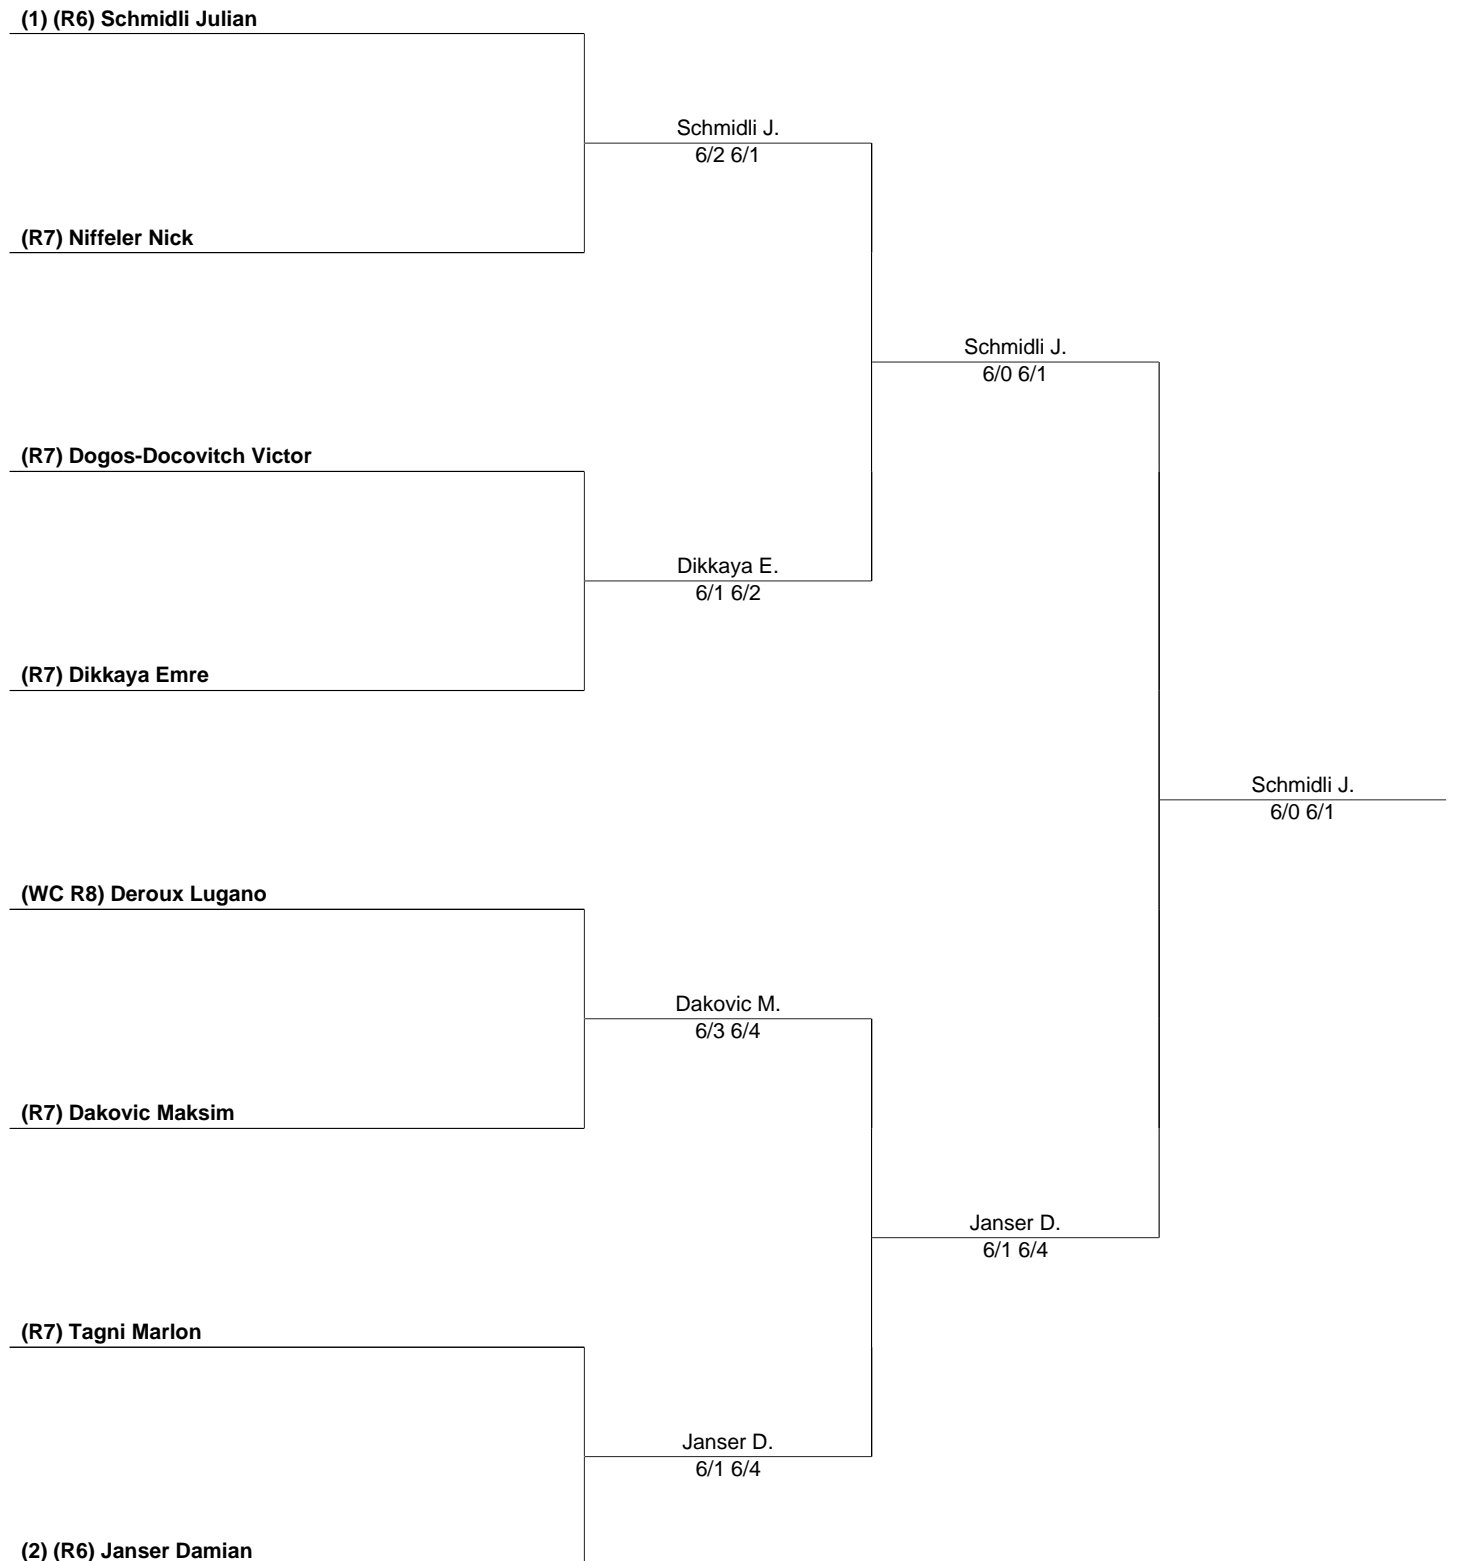 (1) (R6) Schmidli Julian
Schmidli J.
6/2 6/1
(R7) Niffeler Nick
Schmidli J.
6/0 6/1
(R7) Dogos-Docovitch Victor
Dikkaya E.
6/1 6/2
(R7) Dikkaya Emre
Schmidli J.
6/0 6/1
(WC R8) Deroux Lugano
Dakovic M.
6/3 6/4
(R7) Dakovic Maksim
Janser D.
6/1 6/4
(R7) Tagni Marlon
Janser D.
6/1 6/4
(2) (R6) Janser Damian